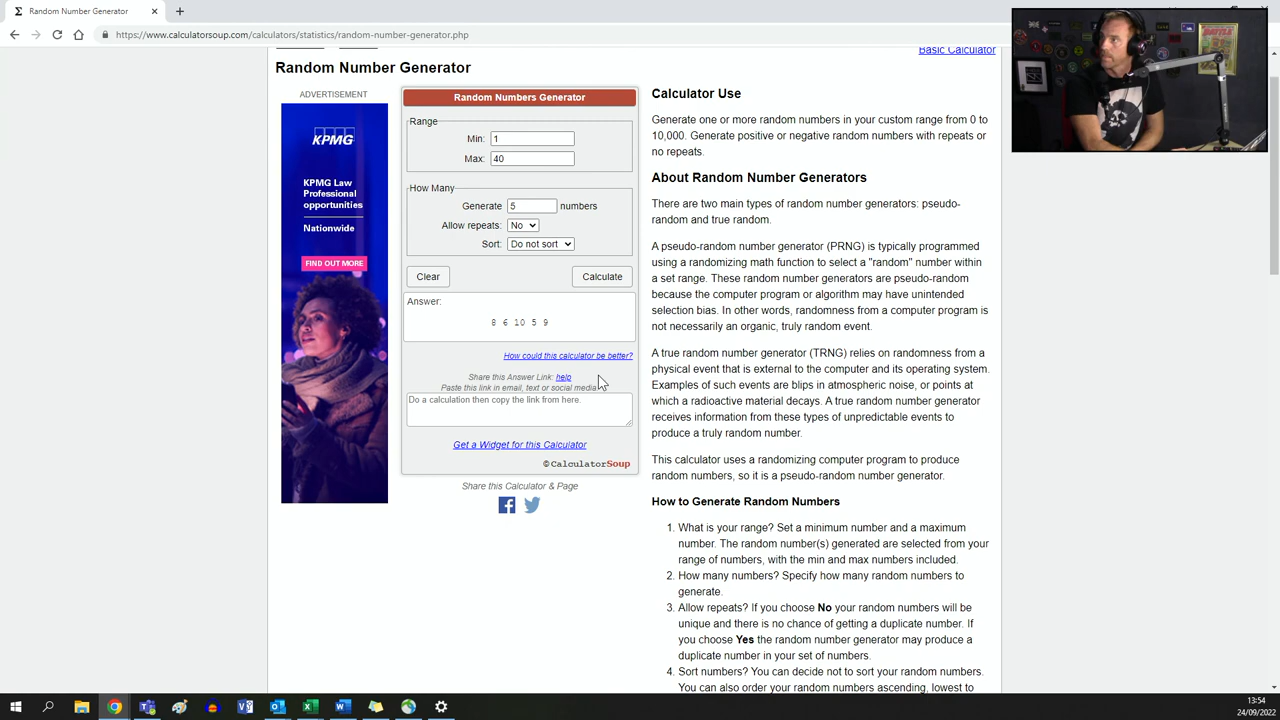 Random Number Generator
https://www.calculatorsoup.com/calculators/statistics/random-number-generator.php
Basic Calculator
Random Number Generator
ADVERTISEMENT
KPMG
KPMG Law
Professional
opportunities
Nationwide
FIND OUT MORE
Random Numbers Generator
Range
Min: 1
Max: 40
How Many
Generate 5 numbers
Allow repeats: No
Sort: Do not sort
Clear
Calculate
Answer:
8 6 10 5 9
How could this calculator be better?
Share this Answer Link: help
Paste this link in email, text or social media.
Do a calculation then copy the link from here.
Get a Widget for this Calculator
©CalculatorSoup
Share this Calculator & Page
Calculator Use
Generate one or more random numbers in your custom range from 0 to
10,000. Generate positive or negative random numbers with repeats or
no repeats.
About Random Number Generators
There are two main types of random number generators: pseudo-
random and true random.
A pseudo-random number generator (PRNG) is typically programmed
using a randomizing math function to select a "random" number within
a set range. These random number generators are pseudo-random
because the computer program or algorithm may have unintended
selection bias. In other words, randomness from a computer program is
not necessarily an organic, truly random event.
A true random number generator (TRNG) relies on randomness from a
physical event that is external to the computer and its operating system.
Examples of such events are blips in atmospheric noise, or points at
which a radioactive material decays. A true random number generator
receives information from these types of unpredictable events to
produce a truly random number.
This calculator uses a randomizing computer program to produce
random numbers, so it is a pseudo-random number generator.
How to Generate Random Numbers
1. What is your range? Set a minimum number and a maximum
number. The random number(s) generated are selected from your
range of numbers, with the min and max numbers included.
2. How many numbers? Specify how many random numbers to
generate.
3. Allow repeats? If you choose No your random numbers will be
unique and there is no chance of getting a duplicate number. If
you choose Yes the random number generator may produce a
duplicate number in your set of numbers.
4. Sort numbers? You can decide not to sort your random numbers.
You can also order your random numbers ascending, lowest to
13:54
24/09/2022